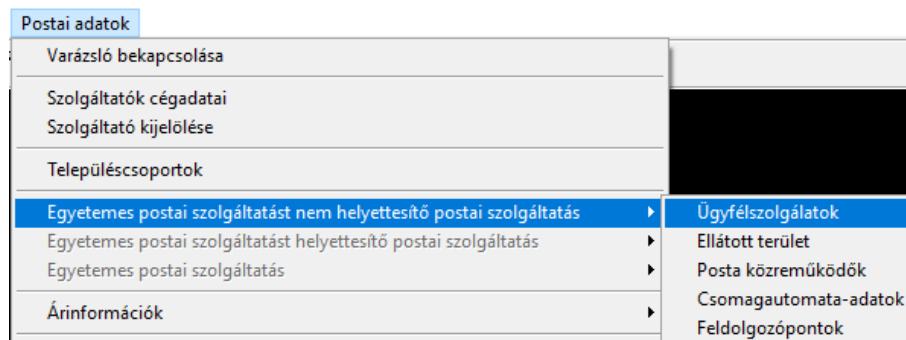 Postai adatok
Varázsló bekapcsolása
Szolgáltatók cégadatai
Szolgáltató kijelölése
Településcsoportok
Egyetemes postai szolgáltatást nem helyettesítő postai szolgáltatás
Ügyfélszolgálatok
Egyetemes postai szolgáltatást helyettesítő postai szolgáltatás
Ellátott terület
Egyetemes postai szolgáltatás
Posta közreműködők
Csomagautomata-adatok
Árinformációk
Feldolgozópontok